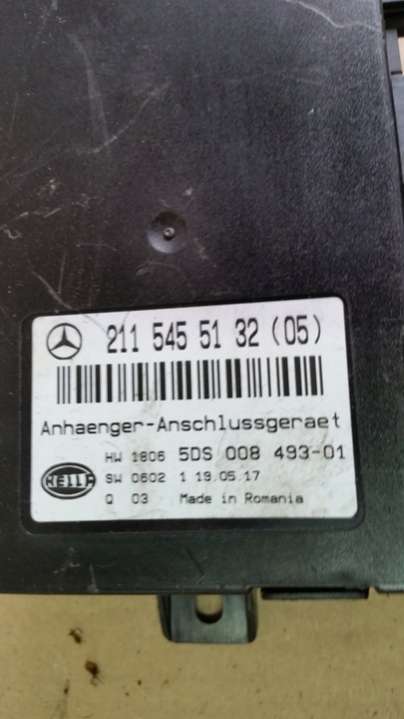 211 545 51 32 (05)
Anhaenger-Anschlussgeraet
HW 1806 5DS 008 493-01
HELLA SW 0602 1 19.05.17
Q 03 Made in Romania